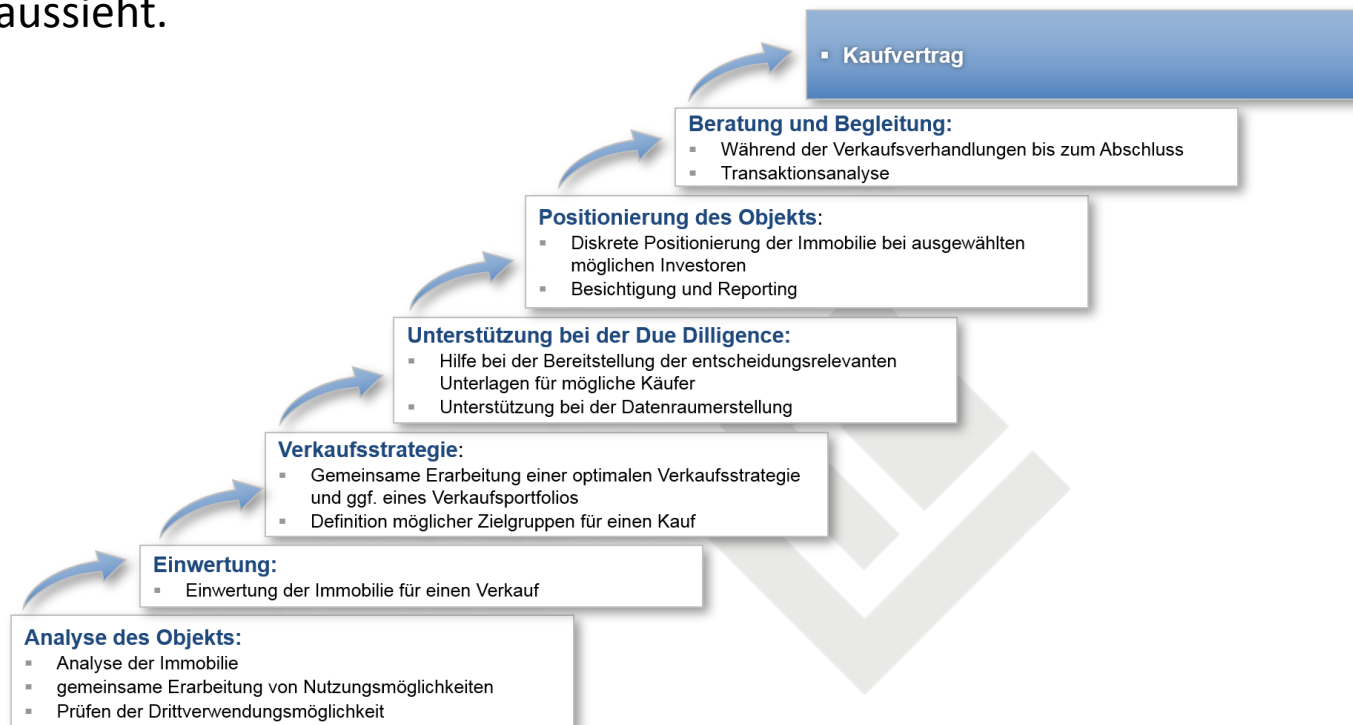 aussieht.
▪ Kaufvertrag
Beratung und Begleitung:
▪ Während der Verkaufsverhandlungen bis zum Abschluss
▪ Transaktionsanalyse
Positionierung des Objekts:
▪ Diskrete Positionierung der Immobilie bei ausgewählten
möglichen Investoren
▪ Besichtigung und Reporting
Unterstützung bei der Due Dilligence:
▪ Hilfe bei der Bereitstellung der entscheidungsrelevanten
Unterlagen für mögliche Käufer
▪ Unterstützung bei der Datenraumerstellung
Verkaufsstrategie:
▪ Gemeinsame Erarbeitung einer optimalen Verkaufsstrategie
und ggf. eines Verkaufsportfolios
▪ Definition möglicher Zielgruppen für einen Kauf
Einwertung:
▪ Einwertung der Immobilie für einen Verkauf
Analyse des Objekts:
▪ Analyse der Immobilie
▪ gemeinsame Erarbeitung von Nutzungsmöglichkeiten
▪ Prüfen der Drittverwendungsmöglichkeit